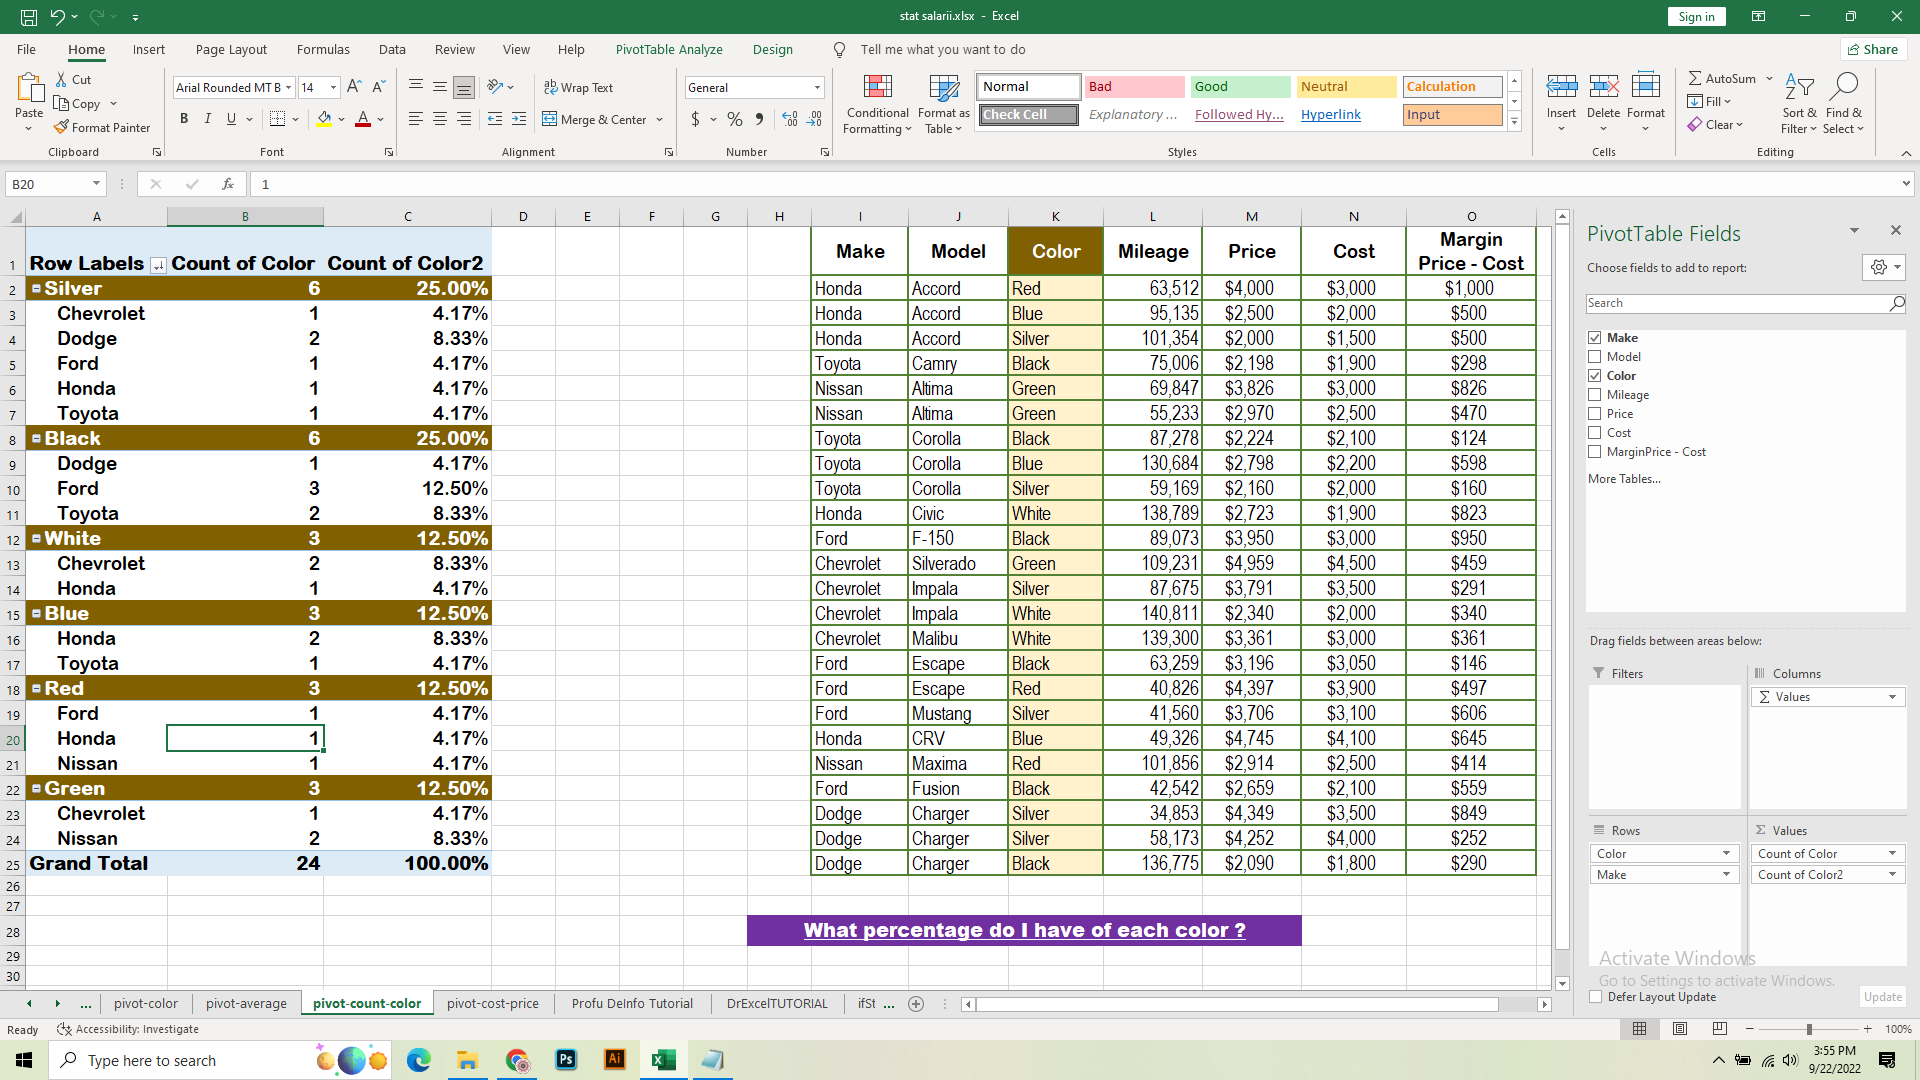 stat salarii.xlsx - Excel
Sign in
File Home Insert Page Layout Formulas Data Review View Help PivotTable Analyze Design Tell me what you want to do Share
Paste Cut Copy Format Painter Clipboard
Arial Rounded MT B 14 B I U Font
Wrap Text Merge & Center Alignment
General $ % Number
Conditional Formatting Format as Table
Normal Bad Good Neutral Calculation
Check Cell Explanatory ... Followed Hy... Hyperlink Input
Styles
Insert Delete Format Cells
AutoSum Fill Clear Sort & Filter Find & Select Editing
B20 fx 1
A B C D E F G H I J K L M N O
1 Row Labels Count of Color Count of Color2 Make Model Color Mileage Price Cost Margin Price - Cost
2 Silver 6 25.00% Honda Accord Red 63,512 $4,000 $3,000 $1,000
3 Chevrolet 1 4.17% Honda Accord Blue 95,135 $2,500 $2,000 $500
4 Dodge 2 8.33% Honda Accord Silver 101,354 $2,000 $1,500 $500
5 Ford 1 4.17% Toyota Camry Black 75,006 $2,198 $1,900 $298
6 Honda 1 4.17% Nissan Altima Green 69,847 $3,826 $3,000 $826
7 Toyota 1 4.17% Nissan Altima Green 55,233 $2,970 $2,500 $470
8 Black 6 25.00% Toyota Corolla Black 87,278 $2,224 $2,100 $124
9 Dodge 1 4.17% Toyota Corolla Blue 130,684 $2,798 $2,200 $598
10 Ford 3 12.50% Toyota Corolla Silver 59,169 $2,160 $2,000 $160
11 Toyota 2 8.33% Honda Civic White 138,789 $2,723 $1,900 $823
12 White 3 12.50% Ford F-150 Black 89,073 $3,950 $3,000 $950
13 Chevrolet 2 8.33% Chevrolet Silverado Green 109,231 $4,959 $4,500 $459
14 Honda 1 4.17% Chevrolet Impala Silver 87,675 $3,791 $3,500 $291
15 Blue 3 12.50% Chevrolet Impala White 140,811 $2,340 $2,000 $340
16 Honda 2 8.33% Chevrolet Malibu White 139,300 $3,361 $3,000 $361
17 Toyota 1 4.17% Ford Escape Black 63,259 $3,196 $3,050 $146
18 Red 3 12.50% Ford Escape Red 40,826 $4,397 $3,900 $497
19 Ford 1 4.17% Ford Mustang Silver 41,560 $3,706 $3,100 $606
20 Honda 1 4.17% Honda CRV Blue 49,326 $4,745 $4,100 $645
21 Nissan 1 4.17% Nissan Maxima Red 101,856 $2,914 $2,500 $414
22 Green 3 12.50% Ford Fusion Black 42,542 $2,659 $2,100 $559
23 Chevrolet 1 4.17% Dodge Charger Silver 34,853 $4,349 $3,500 $849
24 Nissan 2 8.33% Dodge Charger Silver 58,173 $4,252 $4,000 $252
25 Grand Total 24 100.00% Dodge Charger Black 136,775 $2,090 $1,800 $290
26
27
28 What percentage do I have of each color ?
29
30
PivotTable Fields
Choose fields to add to report:
Search
Make
Model
Color
Mileage
Price
Cost
MarginPrice - Cost
More Tables...
Drag fields between areas below:
Filters Columns
Values
Rows Values
Color Count of Color
Make Count of Color2
Activate Windows
Go to Settings to activate Windows.
Defer Layout Update Update
... pivot-color pivot-average pivot-count-color pivot-cost-price Profu DeInfo Tutorial DrExcelTUTORIAL ifSt ...
Ready Accessibility: Investigate 100%
Type here to search Ps Ai 3:55 PM
9/22/2022